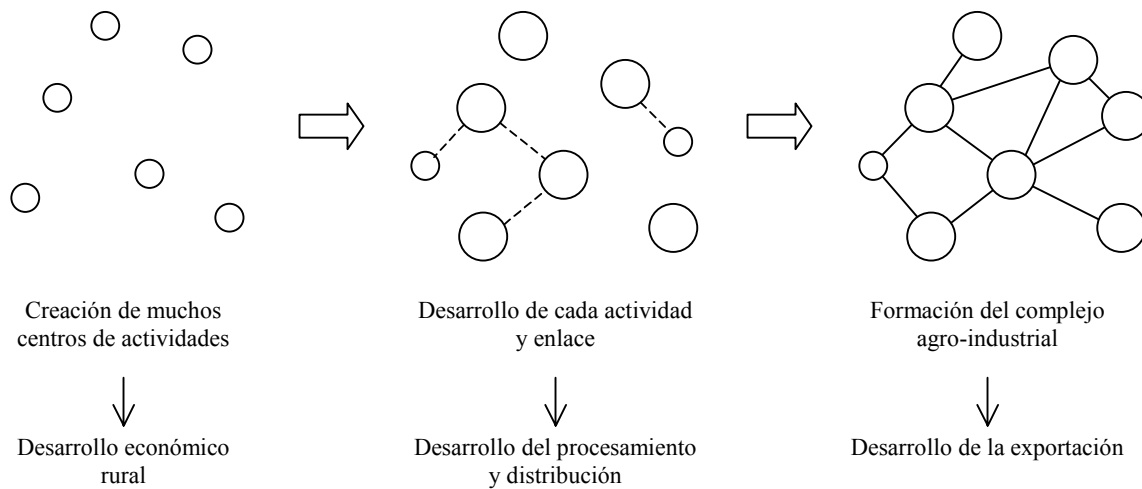 Creación de muchos
centros de actividades
Desarrollo de cada actividad
y enlace
Formación del complejo
agro-industrial
Desarrollo económico
rural
Desarrollo del procesamiento
y distribución
Desarrollo de la exportación